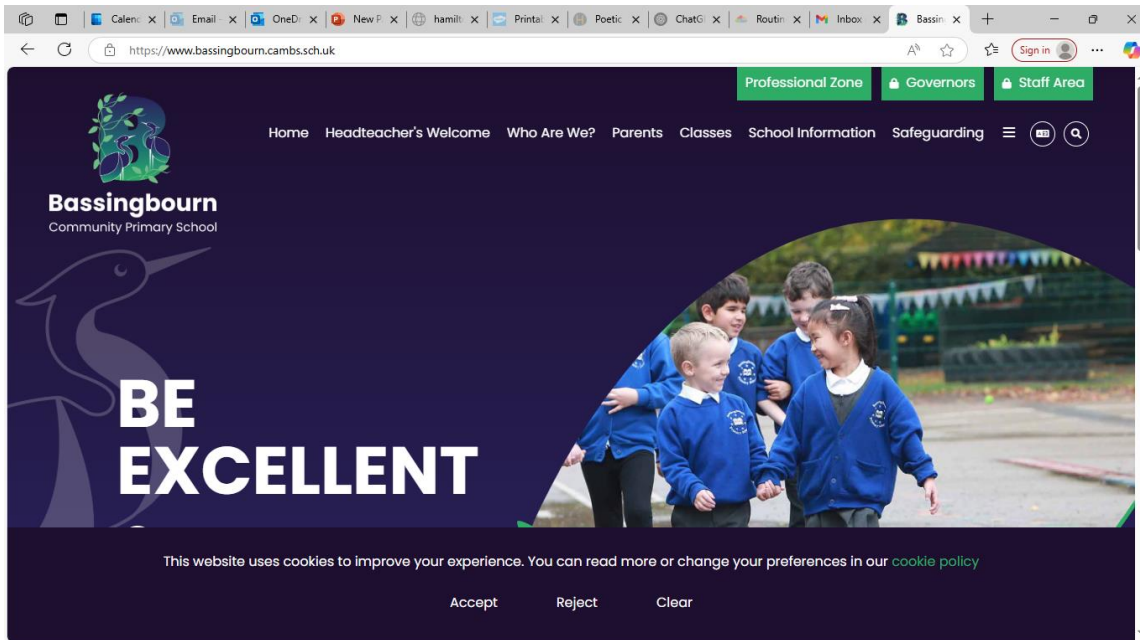 Calend
Email -
OneDr
New P
hamilt
Printal
Poetic
ChatG
Routin
Inbox
Bassin
https://www.bassingbourn.cambs.sch.uk
Sign in
Professional Zone
Governors
Staff Area
Home Headteacher's Welcome Who Are We? Parents Classes School Information Safeguarding
Bassingbourn
Community Primary School
BE
EXCELLENT
This website uses cookies to improve your experience. You can read more or change your preferences in our cookie policy
Accept Reject Clear